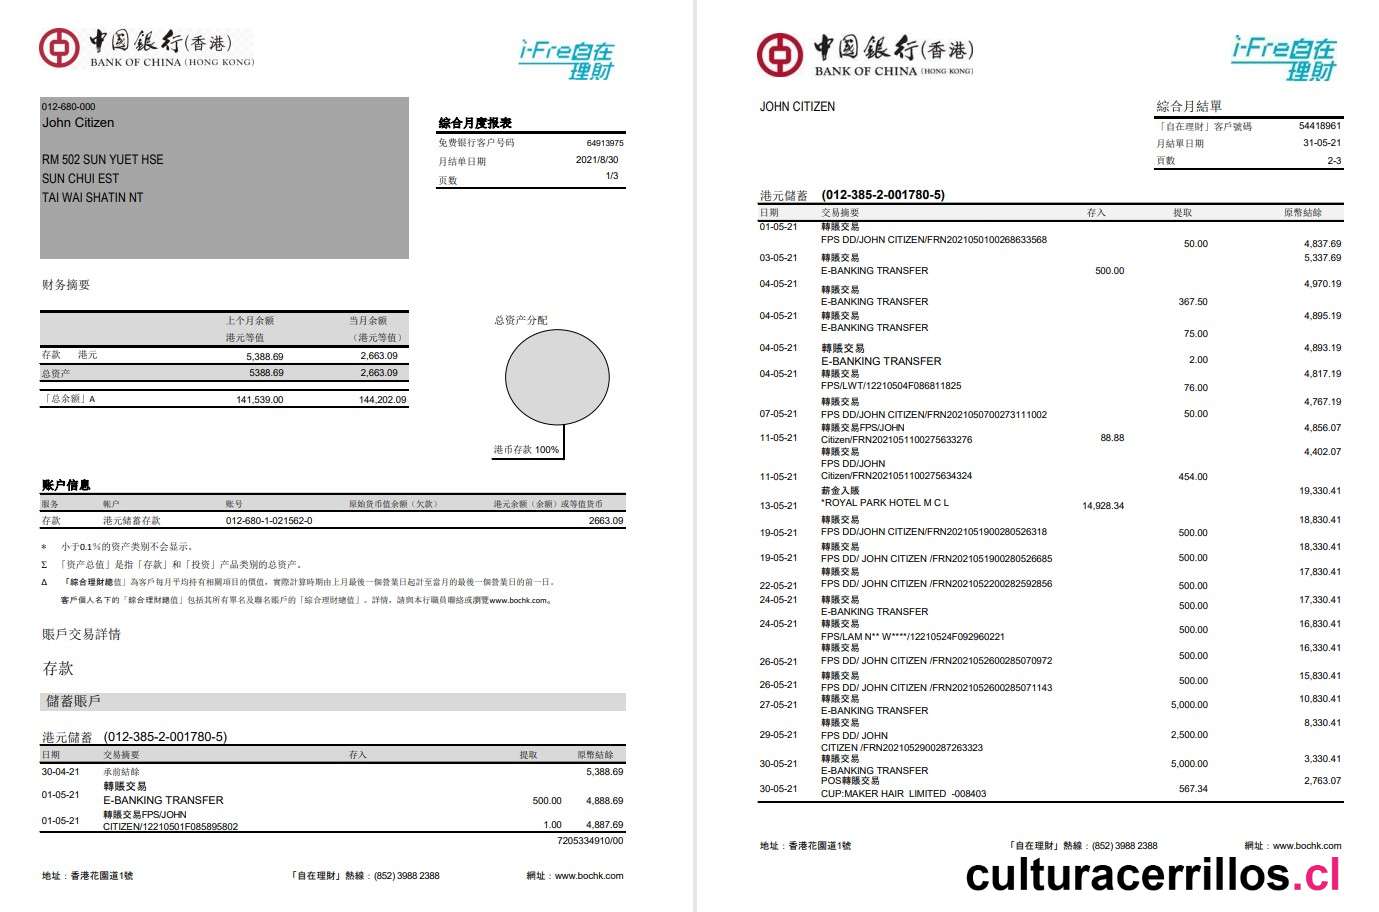 中國銀行(香港)
BANK OF CHINA (HONG KONG)
i-Fre自在
理財
012-680-000
John Citizen
RM 502 SUN YUET HSE
SUN CHUI EST
TAI WAI SHATIN NT
綜合月度报表
免费银行客户号码 64913975
月结单日期 2021/8/30
页数 1/3
财务摘要
上个月余额 当月余额
港元等值 （港元等值）
存款 港元 5,388.69 2,663.09
总资产 5388.69 2,663.09
「总余额」A 141,539.00 144,202.09
总资产分配
港币存款 100%
账户信息
服务 帐户 账号 原始货币值余额（欠款） 港元余额（余额）或等值货币
存款 港元儲蓄存款 012-680-1-021562-0 2663.09
* 小于0.1%的资产类别不会显示。
Σ 「资产总值」是指「存款」和「投资」产品类别的总资产。
Δ 「綜合理財總值」為客戶每月平均持有相關項目的價值，實際計算時期由上月最後一個營業日起計至當月的最後一個營業日的前一日。
客戶個人名下的「綜合理財總值」包括其所有單名及聯名賬戶的「綜合理財總值」。詳情，請與本行職員聯絡或瀏覽www.bochk.com。
賬戶交易詳情
存款
儲蓄賬戶
港元儲蓄 (012-385-2-001780-5)
日期 交易摘要 存入 提取 原幣結餘
30-04-21 承前結餘 5,388.69
轉賬交易
01-05-21 E-BANKING TRANSFER 500.00 4,888.69
轉賬交易FPS/JOHN
01-05-21 CITIZEN/12210501F085895802 1.00 4,887.69
7205334910/00
地址：香港花園道1號 「自在理財」熱線：(852) 3988 2388 網址：www.bochk.com
中國銀行(香港)
BANK OF CHINA (HONG KONG)
i-Fre自在
理財
JOHN CITIZEN
綜合月結單
「自在理財」客戶號碼 54418961
月結單日期 31-05-21
頁數 2-3
港元儲蓄 (012-385-2-001780-5)
日期 交易摘要 存入 提取 原幣結餘
01-05-21 轉賬交易
FPS DD/JOHN CITIZEN/FRN2021050100268633568 50.00 4,837.69
03-05-21 轉賬交易 5,337.69
E-BANKING TRANSFER 500.00
04-05-21 轉賬交易 4,970.19
E-BANKING TRANSFER 367.50
04-05-21 轉賬交易 4,895.19
E-BANKING TRANSFER 75.00
04-05-21 轉賬交易 4,893.19
E-BANKING TRANSFER 2.00
04-05-21 轉賬交易 4,817.19
FPS/LWT/12210504F086811825 76.00
轉賬交易 4,767.19
07-05-21 FPS DD/JOHN CITIZEN/FRN2021050700273111002 50.00
轉賬交易FPS/JOHN 4,856.07
11-05-21 Citizen/FRN2021051100275633276 88.88
轉賬交易 4,402.07
FPS DD/JOHN
11-05-21 Citizen/FRN2021051100275634324 454.00
薪金入賬 19,330.41
13-05-21 *ROYAL PARK HOTEL M C L 14,928.34
轉賬交易 18,830.41
19-05-21 FPS DD/JOHN CITIZEN/FRN2021051900280526318 500.00
轉賬交易 18,330.41
19-05-21 FPS DD/ JOHN CITIZEN /FRN2021051900280526685 500.00
轉賬交易 17,830.41
22-05-21 FPS DD/ JOHN CITIZEN /FRN2021052200282592856 500.00
24-05-21 轉賬交易 17,330.41
E-BANKING TRANSFER 500.00
24-05-21 轉賬交易 16,830.41
FPS/LAM N** W****/12210524F092960221 500.00
轉賬交易 16,330.41
26-05-21 FPS DD/ JOHN CITIZEN /FRN2021052600285070972 500.00
轉賬交易 15,830.41
26-05-21 FPS DD/ JOHN CITIZEN /FRN2021052600285071143 500.00
轉賬交易 10,830.41
27-05-21 E-BANKING TRANSFER 5,000.00
轉賬交易 8,330.41
29-05-21 FPS DD/ JOHN 2,500.00
CITIZEN /FRN2021052900287263323
轉賬交易 3,330.41
30-05-21 E-BANKING TRANSFER 5,000.00
POS轉賬交易 2,763.07
30-05-21 CUP:MAKER HAIR LIMITED -008403 567.34
地址：香港花園道1號 「自在理財」熱線：(852) 3988 2388 網址：www.bochk.com
culturacerrillos.cl